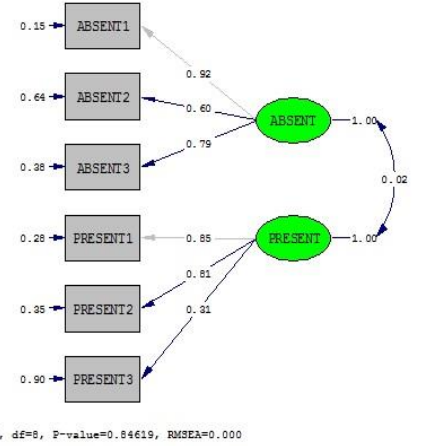 0.15 ABSENT1
0.92
0.64 ABSENT2
0.60
ABSENT 1.00
0.79
0.38 ABSENT3
0.02
0.28 PRESENT1 0.85 PRESENT 1.00
0.81
0.35 PRESENT2 0.31
0.90 PRESENT3
, df=8, P-value=0.84619, RMSEA=0.000